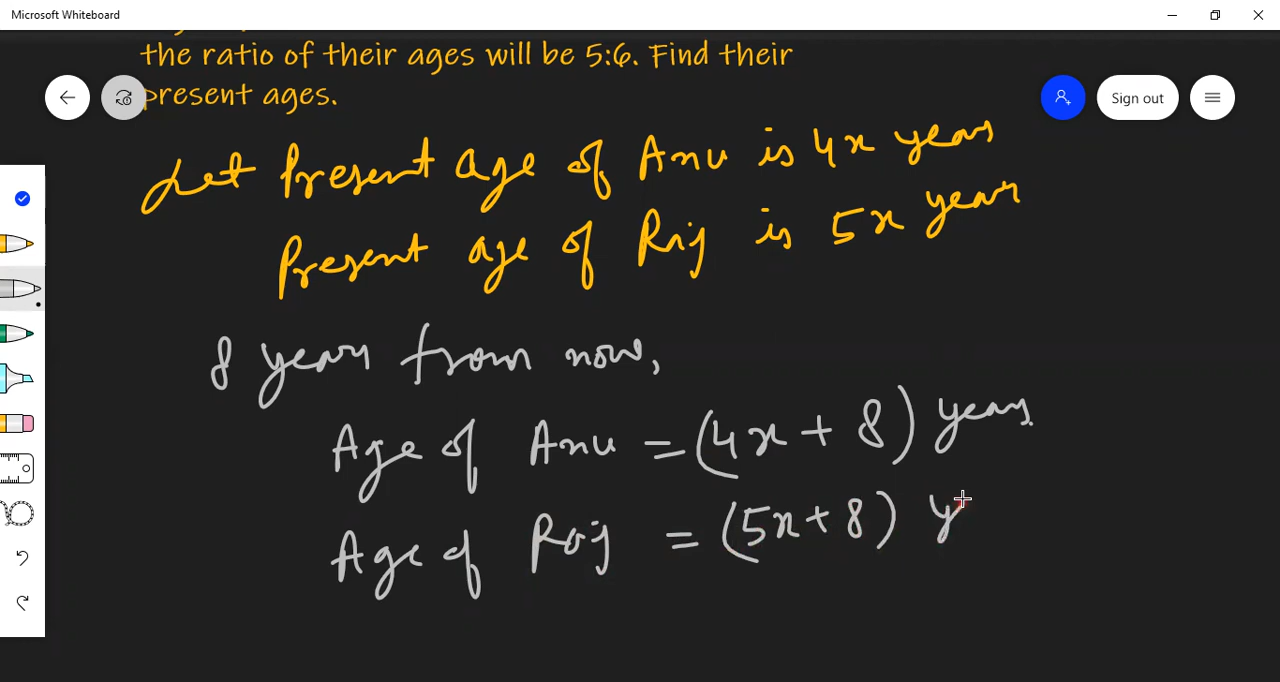 Microsoft Whiteboard
the ratio of their ages will be 5:6. Find their
present ages.
Sign out
Let Present age of Anu is 4x years
Present age of Raj is 5x year
8 years from now,
Age of Anu = (4x + 8) years
Age of Raj = (5x + 8) y